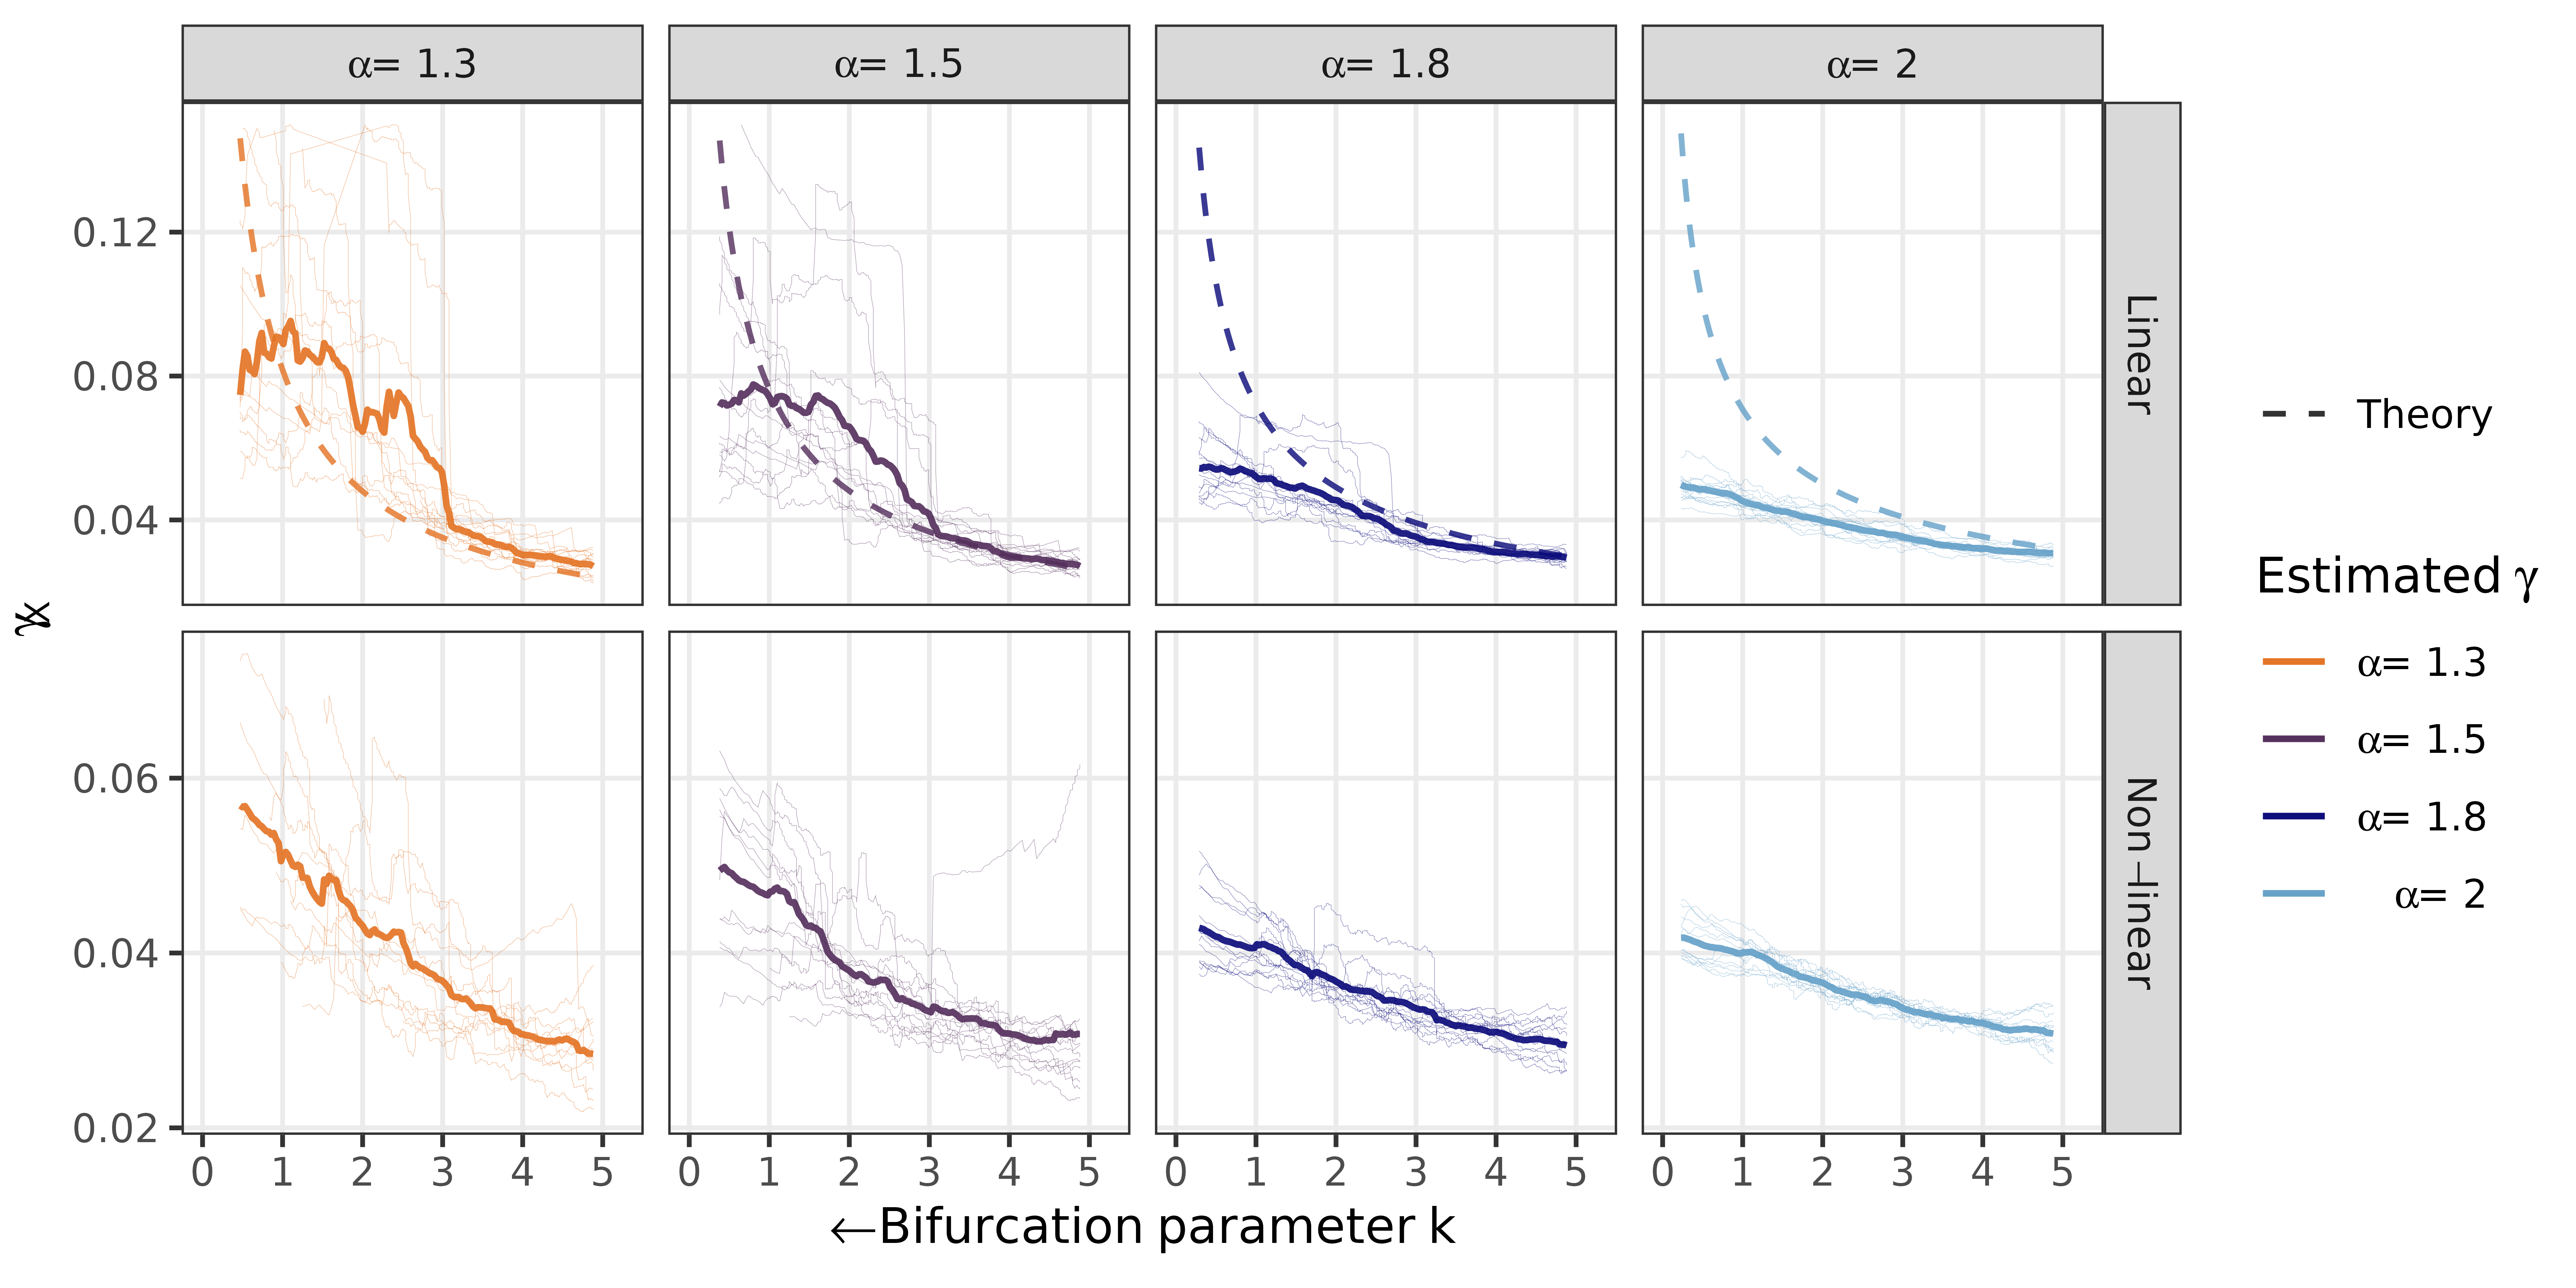 α= 1.3
α= 1.5
α= 1.8
α= 2
0.12
0.08
0.04
Linear
0.06
0.04
0.02
Non−linear
γx
0 1 2 3 4 5
0 1 2 3 4 5
0 1 2 3 4 5
0 1 2 3 4 5
←Bifurcation parameter k
Theory
Estimated γ
α= 1.3
α= 1.5
α= 1.8
α= 2